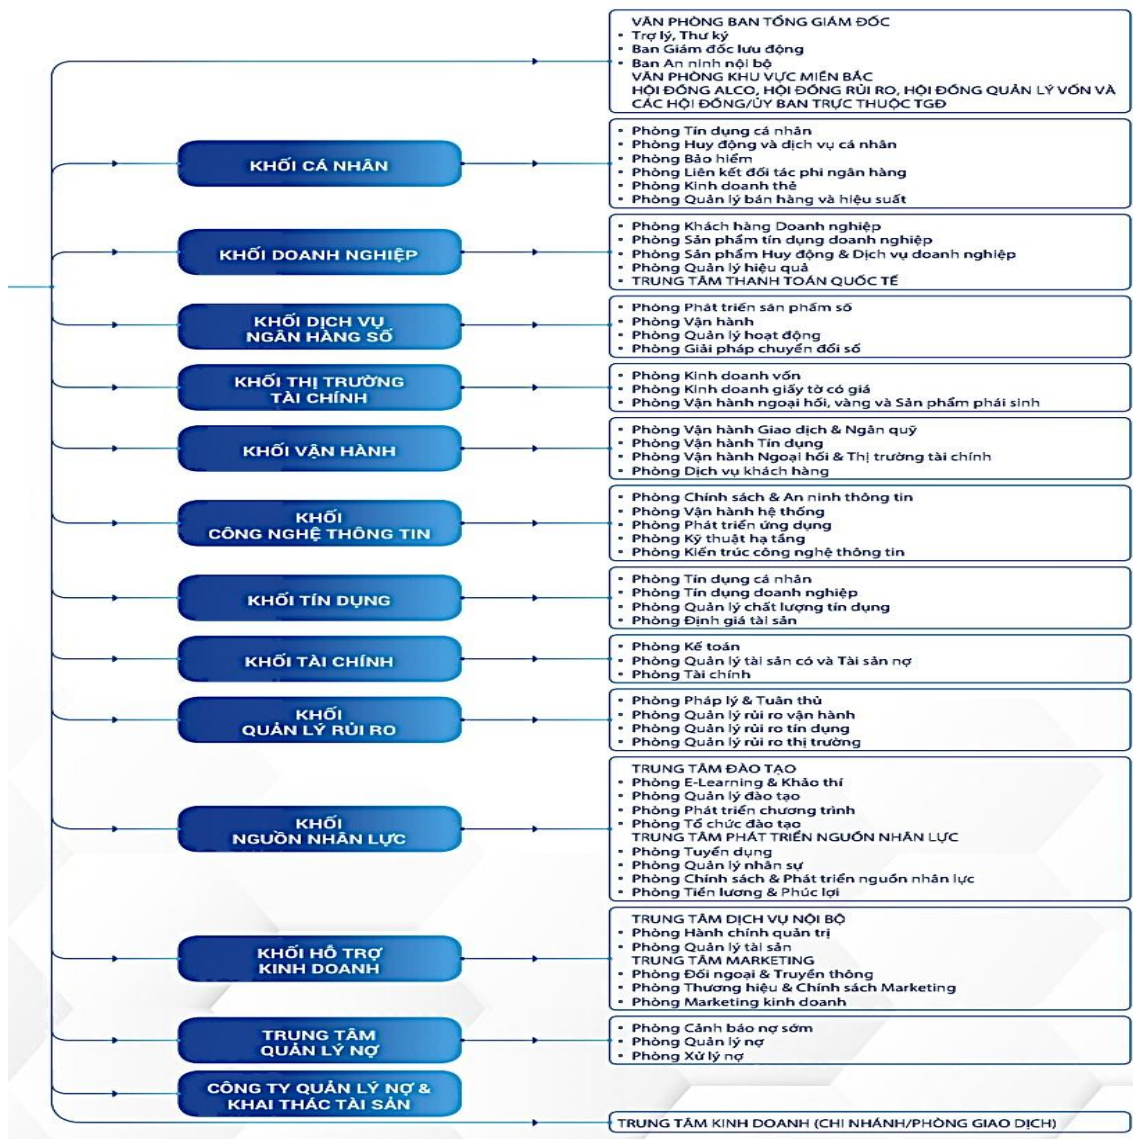 VĂN PHÒNG BAN TỔNG GIÁM ĐỐC
• Trợ lý, Thư ký
• Ban Giám đốc lưu động
• Ban An ninh nội bộ
VĂN PHÒNG KHU VỰC MIỀN BẮC
HỘI ĐỒNG ALCO, HỘI ĐỒNG RỦI RO, HỘI ĐỒNG QUẢN LÝ VỐN VÀ
CÁC HỘI ĐỒNG/ỦY BAN TRỰC THUỘC TGĐ
KHỐI CÁ NHÂN
• Phòng Tín dụng cá nhân
• Phòng Huy động và dịch vụ cá nhân
• Phòng Bảo hiểm
• Phòng Liên kết đối tác phi ngân hàng
• Phòng Kinh doanh thẻ
• Phòng Quản lý bán hàng và hiệu suất
KHỐI DOANH NGHIỆP
• Phòng Khách hàng Doanh nghiệp
• Phòng Sản phẩm tín dụng doanh nghiệp
• Phòng Sản phẩm Huy động & Dịch vụ doanh nghiệp
• Phòng Quản lý hiệu quả
• TRUNG TÂM THANH TOÁN QUỐC TẾ
KHỐI DỊCH VỤ
NGÂN HÀNG SỐ
• Phòng Phát triển sản phẩm số
• Phòng Vận hành
• Phòng Quản lý hoạt động
• Phòng Giải pháp chuyển đổi số
KHỐI THỊ TRƯỜNG
TÀI CHÍNH
• Phòng Kinh doanh vốn
• Phòng Kinh doanh giấy tờ có giá
• Phòng Vận hành ngoại hối, vàng và Sản phẩm phái sinh
KHỐI VẬN HÀNH
• Phòng Vận hành Giao dịch & Ngân quỹ
• Phòng Vận hành Tín dụng
• Phòng Vận hành Ngoại hối & Thị trường tài chính
• Phòng Dịch vụ khách hàng
KHỐI
CÔNG NGHỆ THÔNG TIN
• Phòng Chính sách & An ninh thông tin
• Phòng Vận hành hệ thống
• Phòng Phát triển ứng dụng
• Phòng Kỹ thuật hạ tầng
• Phòng Kiến trúc công nghệ thông tin
KHỐI TÍN DỤNG
• Phòng Tín dụng cá nhân
• Phòng Tín dụng doanh nghiệp
• Phòng Quản lý chất lượng tín dụng
• Phòng Định giá tài sản
KHỐI TÀI CHÍNH
• Phòng Kế toán
• Phòng Quản lý tài sản có và Tài sản nợ
• Phòng Tài chính
KHỐI
QUẢN LÝ RỦI RO
• Phòng Pháp lý & Tuân thủ
• Phòng Quản lý rủi ro vận hành
• Phòng Quản lý rủi ro tín dụng
• Phòng Quản lý rủi ro thị trường
KHỐI
NGUỒN NHÂN LỰC
TRUNG TÂM ĐÀO TẠO
• Phòng E-Learning & Khảo thí
• Phòng Quản lý đào tạo
• Phòng Phát triển chương trình
• Phòng Tổ chức đào tạo
TRUNG TÂM PHÁT TRIỂN NGUỒN NHÂN LỰC
• Phòng Tuyển dụng
• Phòng Quản lý nhân sự
• Phòng Chính sách & Phát triển nguồn nhân lực
• Phòng Tiền lương & Phúc lợi
KHỐI HỖ TRỢ
KINH DOANH
TRUNG TÂM DỊCH VỤ NỘI BỘ
• Phòng Hành chính quản trị
• Phòng Quản lý tài sản
TRUNG TÂM MARKETING
• Phòng Đối ngoại & Truyền thông
• Phòng Thương hiệu & Chính sách Marketing
• Phòng Marketing kinh doanh
TRUNG TÂM
QUẢN LÝ NỢ
• Phòng Cảnh báo nợ sớm
• Phòng Quản lý nợ
• Phòng Xử lý nợ
CÔNG TY QUẢN LÝ NỢ &
KHAI THÁC TÀI SẢN
TRUNG TÂM KINH DOANH (CHI NHÁNH/PHÒNG GIAO DỊCH)